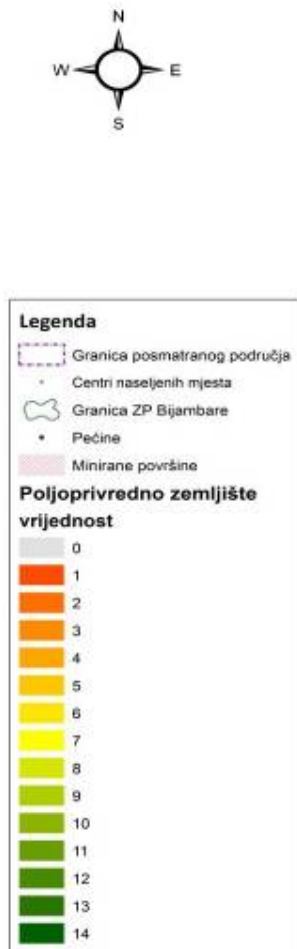 N
W E
S
Legenda
Granica posmatranog područja
Centri naseljenih mjesta
Granica ZP Bijambare
Pećine
Minirane površine
Poljoprivredno zemljište
vrijednost
0
1
2
3
4
5
6
7
8
9
10
11
12
13
14